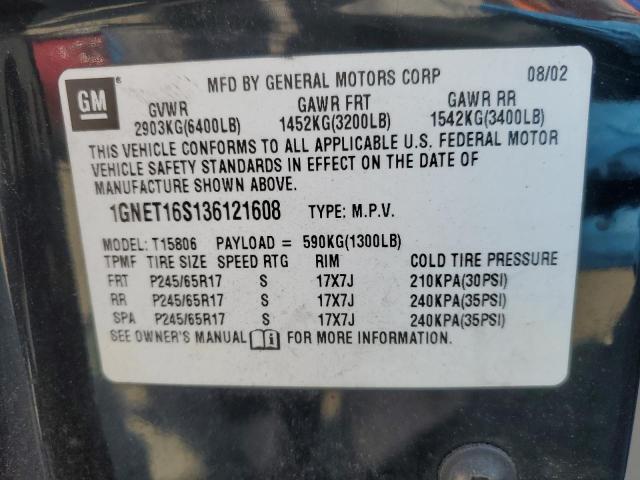 GM MFD BY GENERAL MOTORS CORP 08/02
GVWR GAWR FRT GAWR RR
2903KG(6400LB) 1452KG(3200LB) 1542KG(3400LB)
THIS VEHICLE CONFORMS TO ALL APPLICABLE U.S. FEDERAL MOTOR
VEHICLE SAFETY STANDARDS IN EFFECT ON THE DATE OF
MANUFACTURE SHOWN ABOVE.
1GNET16S136121608 TYPE: M.P.V.
MODEL: T15806 PAYLOAD = 590KG(1300LB)
TPMF TIRE SIZE SPEED RTG RIM COLD TIRE PRESSURE
FRT P245/65R17 S 17X7J 210KPA(30PSI)
RR P245/65R17 S 17X7J 240KPA(35PSI)
SPA P245/65R17 S 17X7J 240KPA(35PSI)
SEE OWNER'S MANUAL FOR MORE INFORMATION.